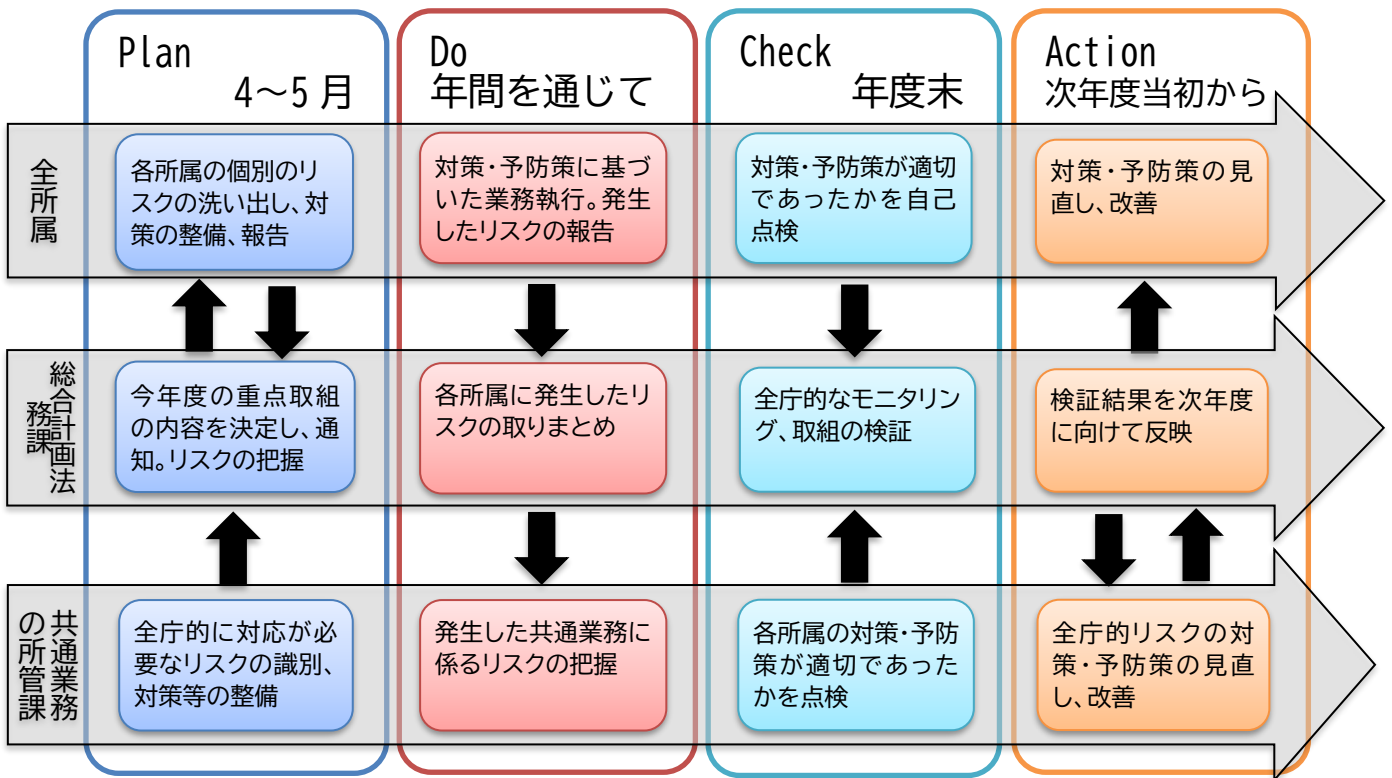 Plan
4～5月
Do
年間を通じて
Check
年度末
Action
次年度当初から
全所属
各所属の個別のリ
スクの洗い出し、対
策の整備、報告
対策・予防策に基づ
いた業務執行。発生
したリスクの報告
対策・予防策が適切
であったかを自己
点検
対策・予防策の見
直し、改善
総合計画法
務課
今年度の重点取組
の内容を決定し、通
知。リスクの把握
各所属に発生したリ
スクの取りまとめ
全庁的なモニタリン
グ、取組の検証
検証結果を次年度
に向けて反映
共通業務
の所管課
全庁的に対応が必
要なリスクの識別、
対策等の整備
発生した共通業務に
係るリスクの把握
各所属の対策・予防
策が適切であった
かを点検
全庁的リスクの対
策・予防策の見直
し、改善